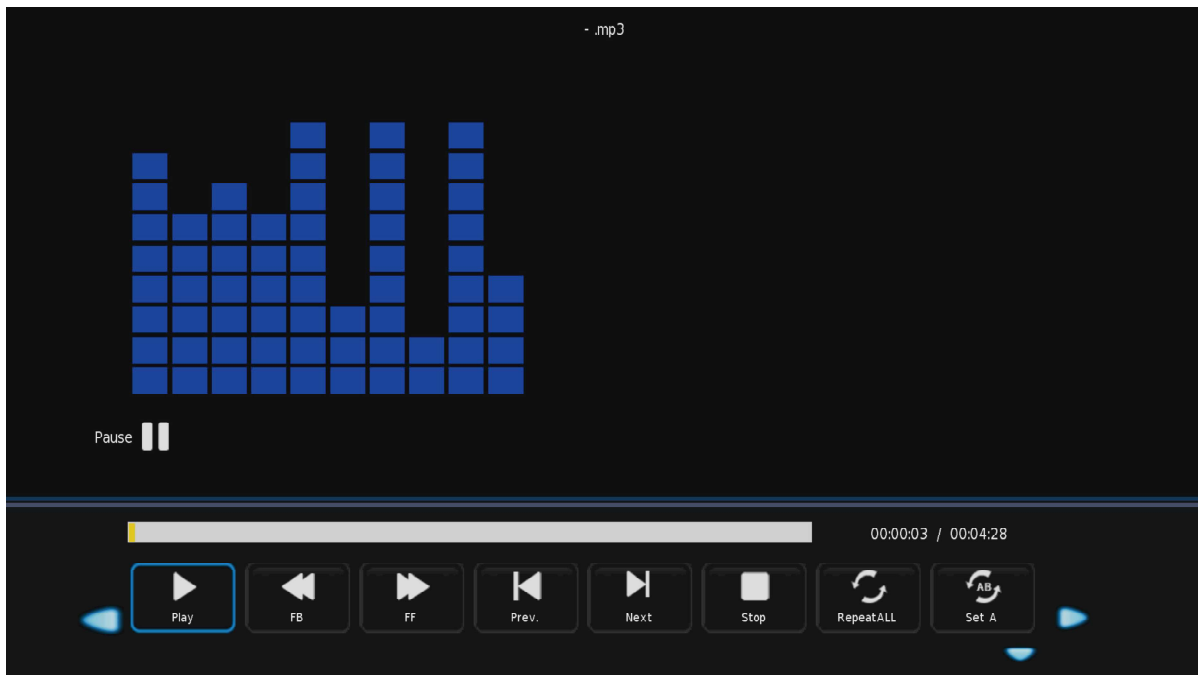 - .mp3
Pause
00:00:03 / 00:04:28
Play FB FF Prev. Next Stop RepeatALL AB Set A